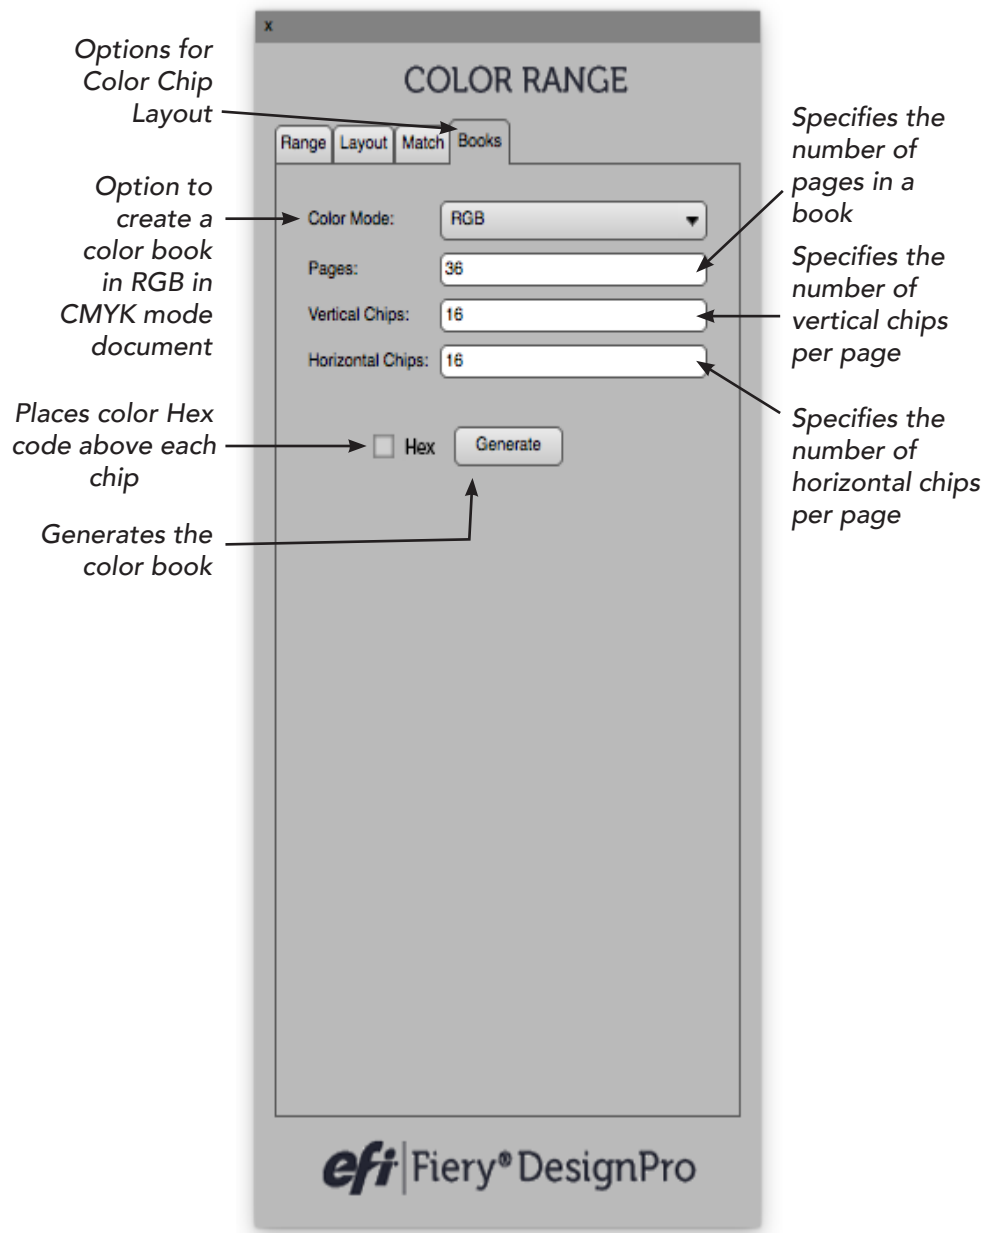 x
COLOR RANGE
Range Layout Match Books
Color Mode: RGB
Pages: 36
Vertical Chips: 16
Horizontal Chips: 16
Hex Generate
efi Fiery® DesignPro
Options for
Color Chip
Layout
Option to
create a
color book
in RGB in
CMYK mode
document
Places color Hex
code above each
chip
Generates the
color book
Specifies the
number of
pages in a
book
Specifies the
number of
vertical chips
per page
Specifies the
number of
horizontal chips
per page